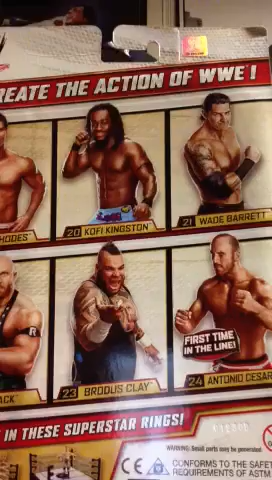 REATE THE ACTION OF WWE!
HODES
20 KOFI KINGSTON
21 WADE BARRETT
ACK
23 BRODUS CLAY
FIRST TIME
IN THE LINE!
24 ANTONIO CESAR
IN THESE SUPERSTAR RINGS!
WARNING: Small parts may be generated.
CE
CONFORMS TO THE SAFET
REQUIREMENTS OF ASTM